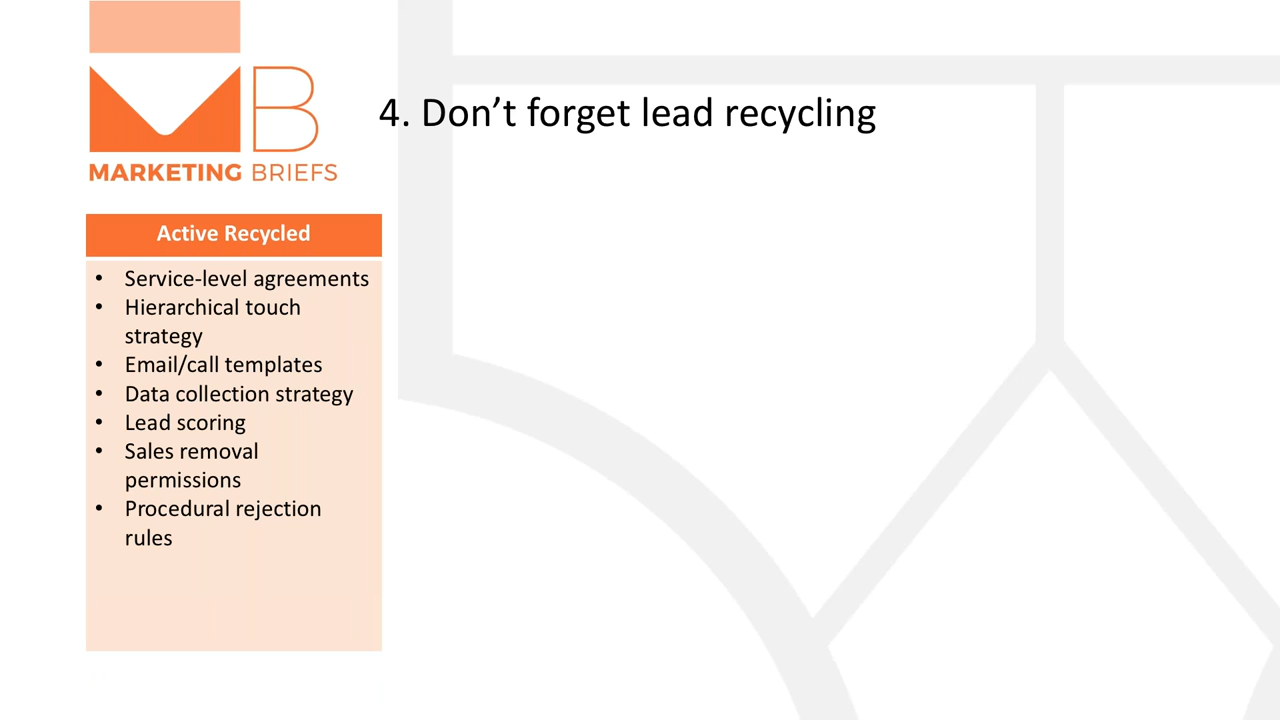 MB
MARKETING BRIEFS
4. Don’t forget lead recycling
Active Recycled
• Service-level agreements
• Hierarchical touch
strategy
• Email/call templates
• Data collection strategy
• Lead scoring
• Sales removal
permissions
• Procedural rejection
rules